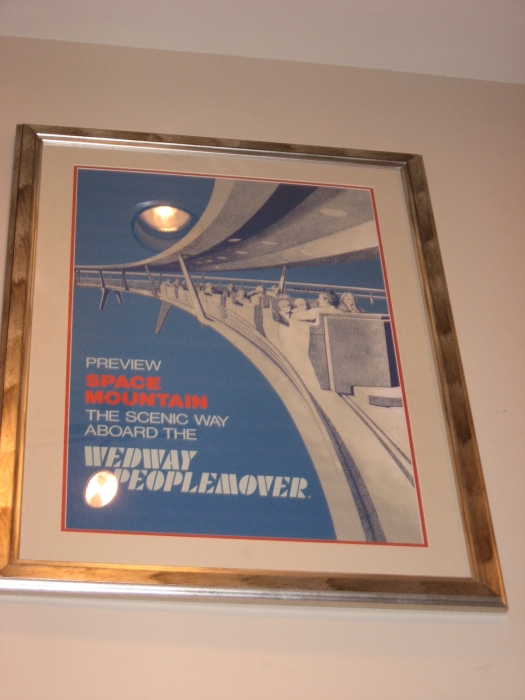 PREVIEW
SPACE
MOUNTAIN
THE SCENIC WAY
ABOARD THE
WEDWAY
PEOPLEMOVER.